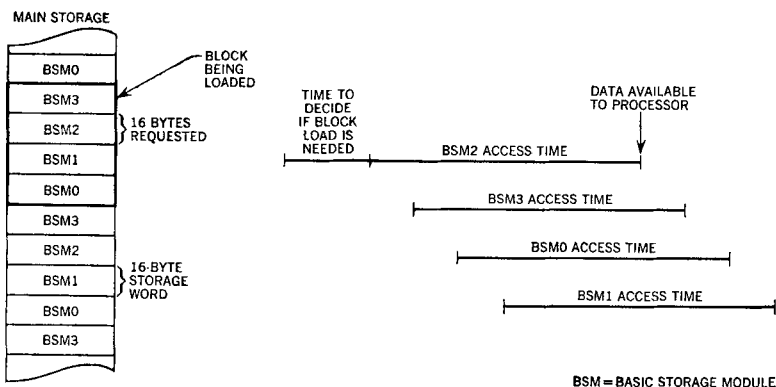 MAIN STORAGE
BSM0
BSM3
BSM2
BSM1
BSM0
BSM3
BSM2
BSM1
BSM0
BSM3
BLOCK
BEING
LOADED
16 BYTES
REQUESTED
16-BYTE
STORAGE
WORD
TIME TO
DECIDE
IF BLOCK
LOAD IS
NEEDED
DATA AVAILABLE
TO PROCESSOR
BSM2 ACCESS TIME
BSM3 ACCESS TIME
BSM0 ACCESS TIME
BSM1 ACCESS TIME
BSM=BASIC STORAGE MODULE